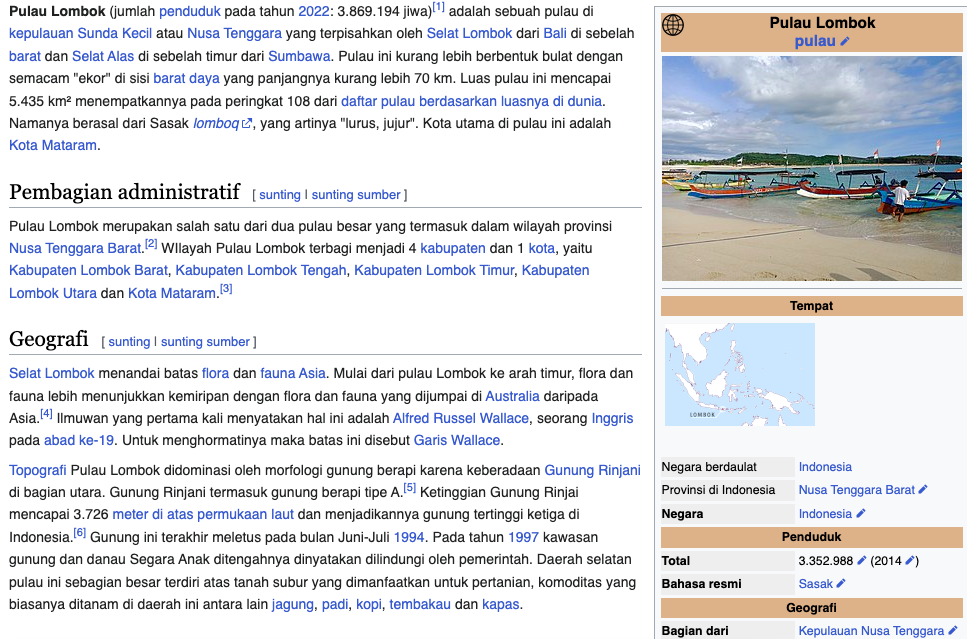 Pulau Lombok (jumlah penduduk pada tahun 2022: 3.869.194 jiwa)[1] adalah sebuah pulau di
kepulauan Sunda Kecil atau Nusa Tenggara yang terpisahkan oleh Selat Lombok dari Bali di sebelah
barat dan Selat Alas di sebelah timur dari Sumbawa. Pulau ini kurang lebih berbentuk bulat dengan
semacam "ekor" di sisi barat daya yang panjangnya kurang lebih 70 km. Luas pulau ini mencapai
5.435 km² menempatkannya pada peringkat 108 dari daftar pulau berdasarkan luasnya di dunia.
Namanya berasal dari Sasak lomboq, yang artinya "lurus, jujur". Kota utama di pulau ini adalah
Kota Mataram.
Pembagian administratif [ sunting | sunting sumber ]
Pulau Lombok merupakan salah satu dari dua pulau besar yang termasuk dalam wilayah provinsi
Nusa Tenggara Barat.[2] WIlayah Pulau Lombok terbagi menjadi 4 kabupaten dan 1 kota, yaitu
Kabupaten Lombok Barat, Kabupaten Lombok Tengah, Kabupaten Lombok Timur, Kabupaten
Lombok Utara dan Kota Mataram.[3]
Geografi [ sunting | sunting sumber ]
Selat Lombok menandai batas flora dan fauna Asia. Mulai dari pulau Lombok ke arah timur, flora dan
fauna lebih menunjukkan kemiripan dengan flora dan fauna yang dijumpai di Australia daripada
Asia.[4] Ilmuwan yang pertama kali menyatakan hal ini adalah Alfred Russel Wallace, seorang Inggris
pada abad ke-19. Untuk menghormatinya maka batas ini disebut Garis Wallace.
Topografi Pulau Lombok didominasi oleh morfologi gunung berapi karena keberadaan Gunung Rinjani
di bagian utara. Gunung Rinjani termasuk gunung berapi tipe A.[5] Ketinggian Gunung Rinjai
mencapai 3.726 meter di atas permukaan laut dan menjadikannya gunung tertinggi ketiga di
Indonesia.[6] Gunung ini terakhir meletus pada bulan Juni-Juli 1994. Pada tahun 1997 kawasan
gunung dan danau Segara Anak ditengahnya dinyatakan dilindungi oleh pemerintah. Daerah selatan
pulau ini sebagian besar terdiri atas tanah subur yang dimanfaatkan untuk pertanian, komoditas yang
biasanya ditanam di daerah ini antara lain jagung, padi, kopi, tembakau dan kapas.
Pulau Lombok
pulau
Tempat
LOMBOK
Negara berdaulat Indonesia
Provinsi di Indonesia Nusa Tenggara Barat
Negara Indonesia
Penduduk
Total 3.352.988 (2014)
Bahasa resmi Sasak
Geografi
Bagian dari Kepulauan Nusa Tenggara